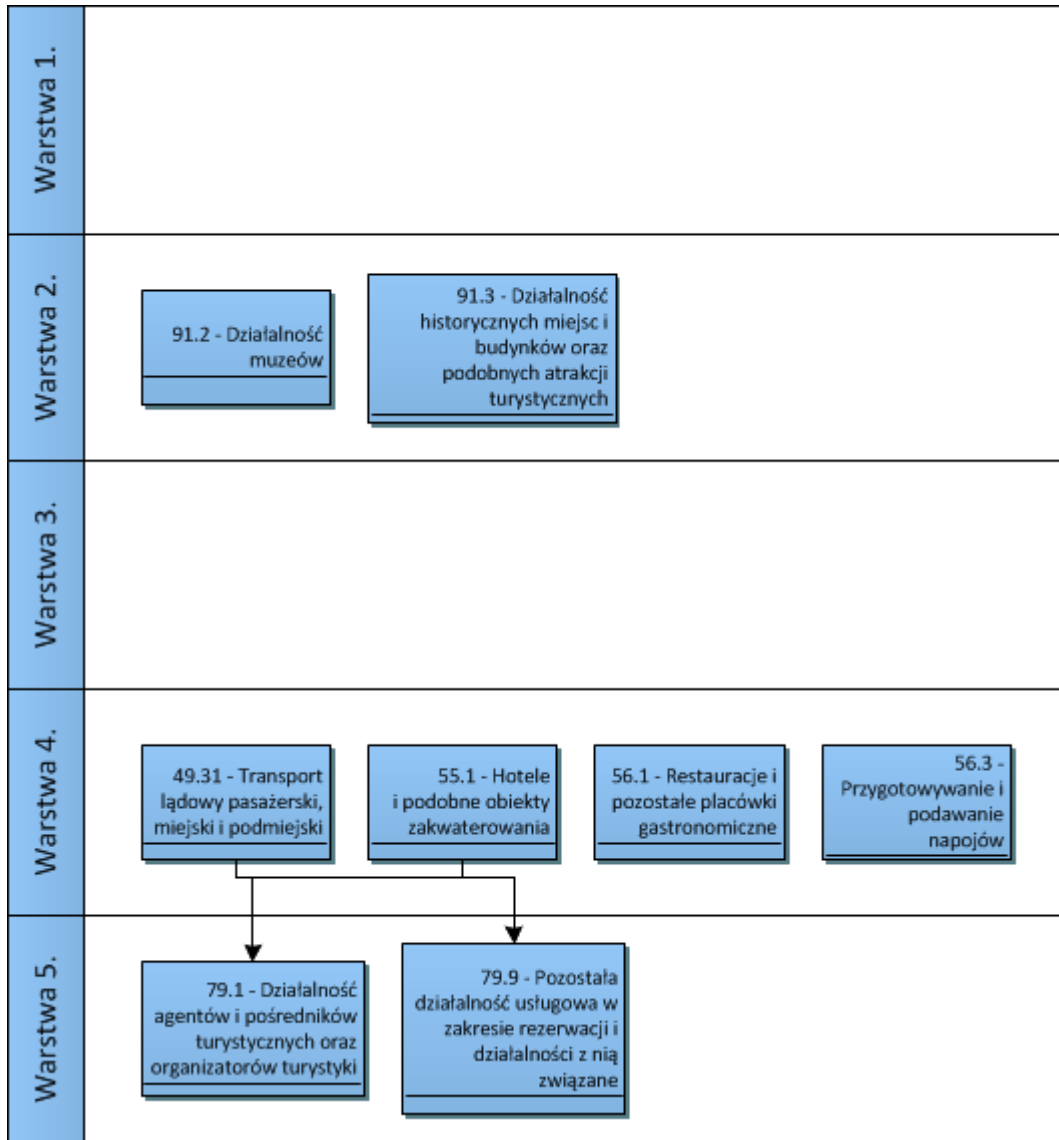 Warstwa 1.
Warstwa 2.
91.2 - Działalność
muzeów
91.3 - Działalność
historycznych miejsc i
budynków oraz
podobnych atrakcji
turystycznych
Warstwa 3.
Warstwa 4.
49.31 - Transport
lądowy pasażerski,
miejski i podmiejski
55.1 - Hotele
i podobne obiekty
zakwaterowania
56.1 - Restauracje i
pozostałe placówki
gastronomiczne
56.3 -
Przygotowywanie i
podawanie
napojów
Warstwa 5.
79.1 - Działalność
agentów i pośredników
turystycznych oraz
organizatorów turystyki
79.9 - Pozostała
działalność usługowa w
zakresie rezerwacji i
działalności z nią
związane